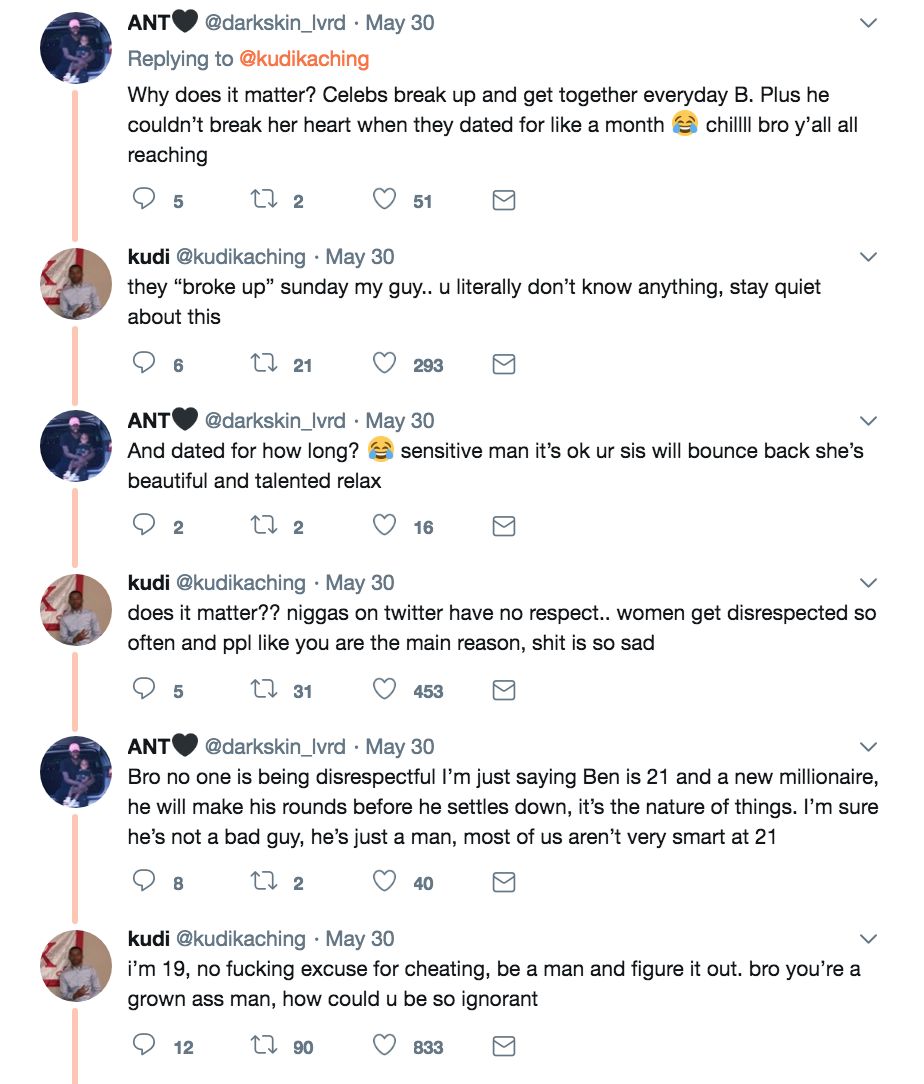 ANT🖤 @darkskin_lvrd · May 30
Replying to @kudikaching
Why does it matter? Celebs break up and get together everyday B. Plus he
couldn’t break her heart when they dated for like a month 😂 chillll bro y’all all
reaching
5 2 51
kudi @kudikaching · May 30
they “broke up” sunday my guy.. u literally don’t know anything, stay quiet
about this
6 21 293
ANT🖤 @darkskin_lvrd · May 30
And dated for how long? 😂 sensitive man it’s ok ur sis will bounce back she’s
beautiful and talented relax
2 2 16
kudi @kudikaching · May 30
does it matter?? niggas on twitter have no respect.. women get disrespected so
often and ppl like you are the main reason, shit is so sad
5 31 453
ANT🖤 @darkskin_lvrd · May 30
Bro no one is being disrespectful I’m just saying Ben is 21 and a new millionaire,
he will make his rounds before he settles down, it’s the nature of things. I’m sure
he’s not a bad guy, he’s just a man, most of us aren’t very smart at 21
8 2 40
kudi @kudikaching · May 30
i’m 19, no fucking excuse for cheating, be a man and figure it out. bro you’re a
grown ass man, how could u be so ignorant
12 90 833